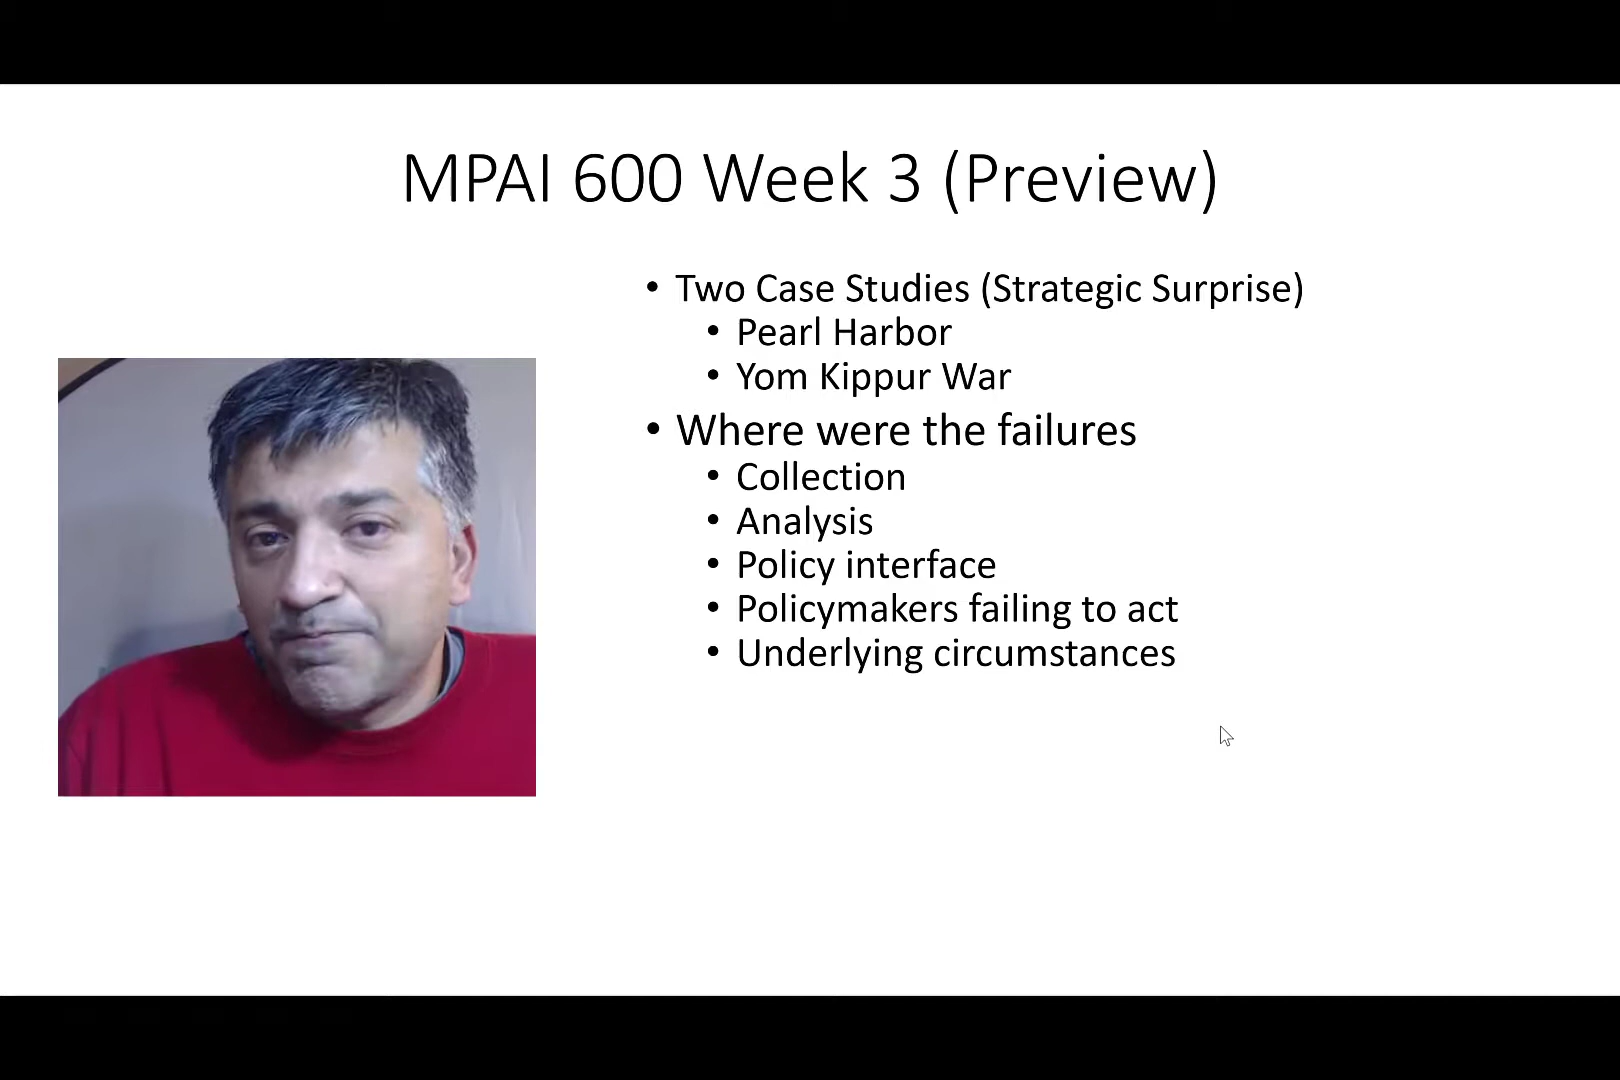 MPAI 600 Week 3 (Preview)
• Two Case Studies (Strategic Surprise)
• Pearl Harbor
• Yom Kippur War
• Where were the failures
• Collection
• Analysis
• Policy interface
• Policymakers failing to act
• Underlying circumstances